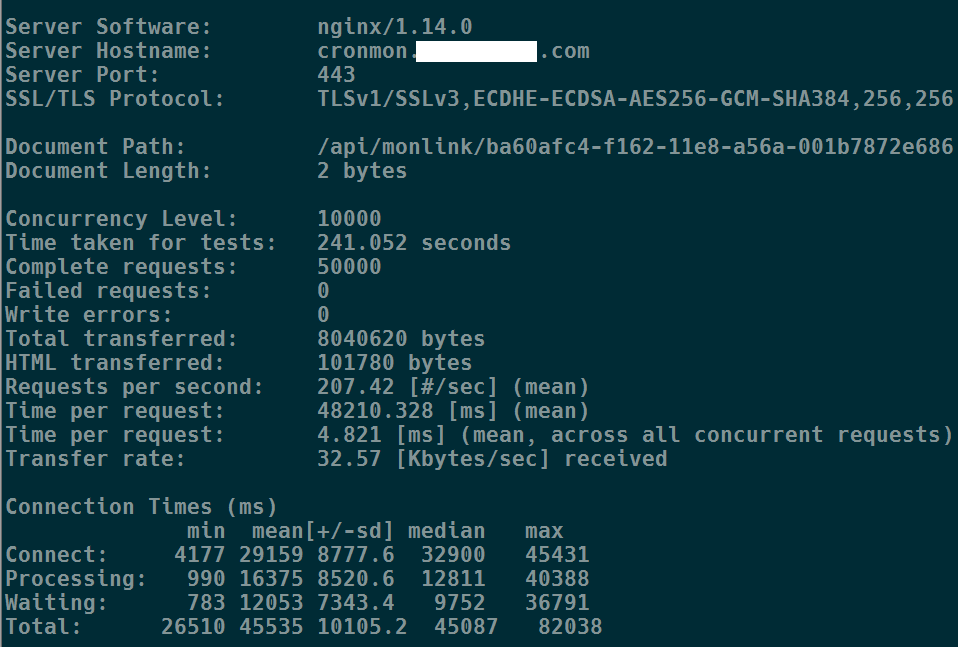 Server Software:        nginx/1.14.0
Server Hostname:        cronmon.        .com
Server Port:            443
SSL/TLS Protocol:       TLSv1/SSLv3,ECDHE-ECDSA-AES256-GCM-SHA384,256,256
Document Path:          /api/monlink/ba60afc4-f162-11e8-a56a-001b7872e686
Document Length:        2 bytes
Concurrency Level:      10000
Time taken for tests:   241.052 seconds
Complete requests:      50000
Failed requests:        0
Write errors:           0
Total transferred:      8040620 bytes
HTML transferred:       101780 bytes
Requests per second:    207.42 [#/sec] (mean)
Time per request:       48210.328 [ms] (mean)
Time per request:       4.821 [ms] (mean, across all concurrent requests)
Transfer rate:          32.57 [Kbytes/sec] received
Connection Times (ms)
              min  mean[+/-sd] median   max
Connect:     4177 29159 8777.6  32900   45431
Processing:   990 16375 8520.6  12811   40388
Waiting:      783 12053 7343.4   9752   36791
Total:      26510 45535 10105.2  45087   82038